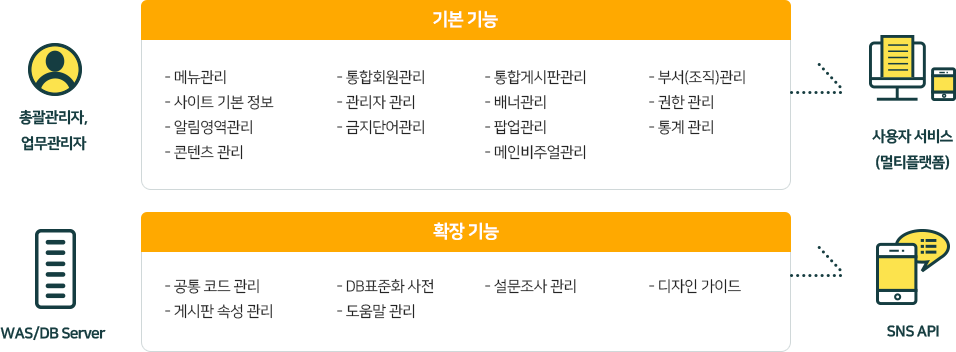 기본 기능
- 메뉴관리
- 사이트 기본 정보
- 알림영역관리
- 콘텐츠 관리
- 통합회원관리
- 관리자 관리
- 금지단어관리
- 통합게시판관리
- 배너관리
- 팝업관리
- 메인비주얼관리
- 부서(조직)관리
- 권한 관리
- 통계 관리
총괄관리자,
업무관리자
사용자 서비스
(멀티플랫폼)
확장 기능
- 공통 코드 관리
- 게시판 속성 관리
- DB표준화 사전
- 도움말 관리
- 설문조사 관리
- 디자인 가이드
WAS/DB Server
SNS API